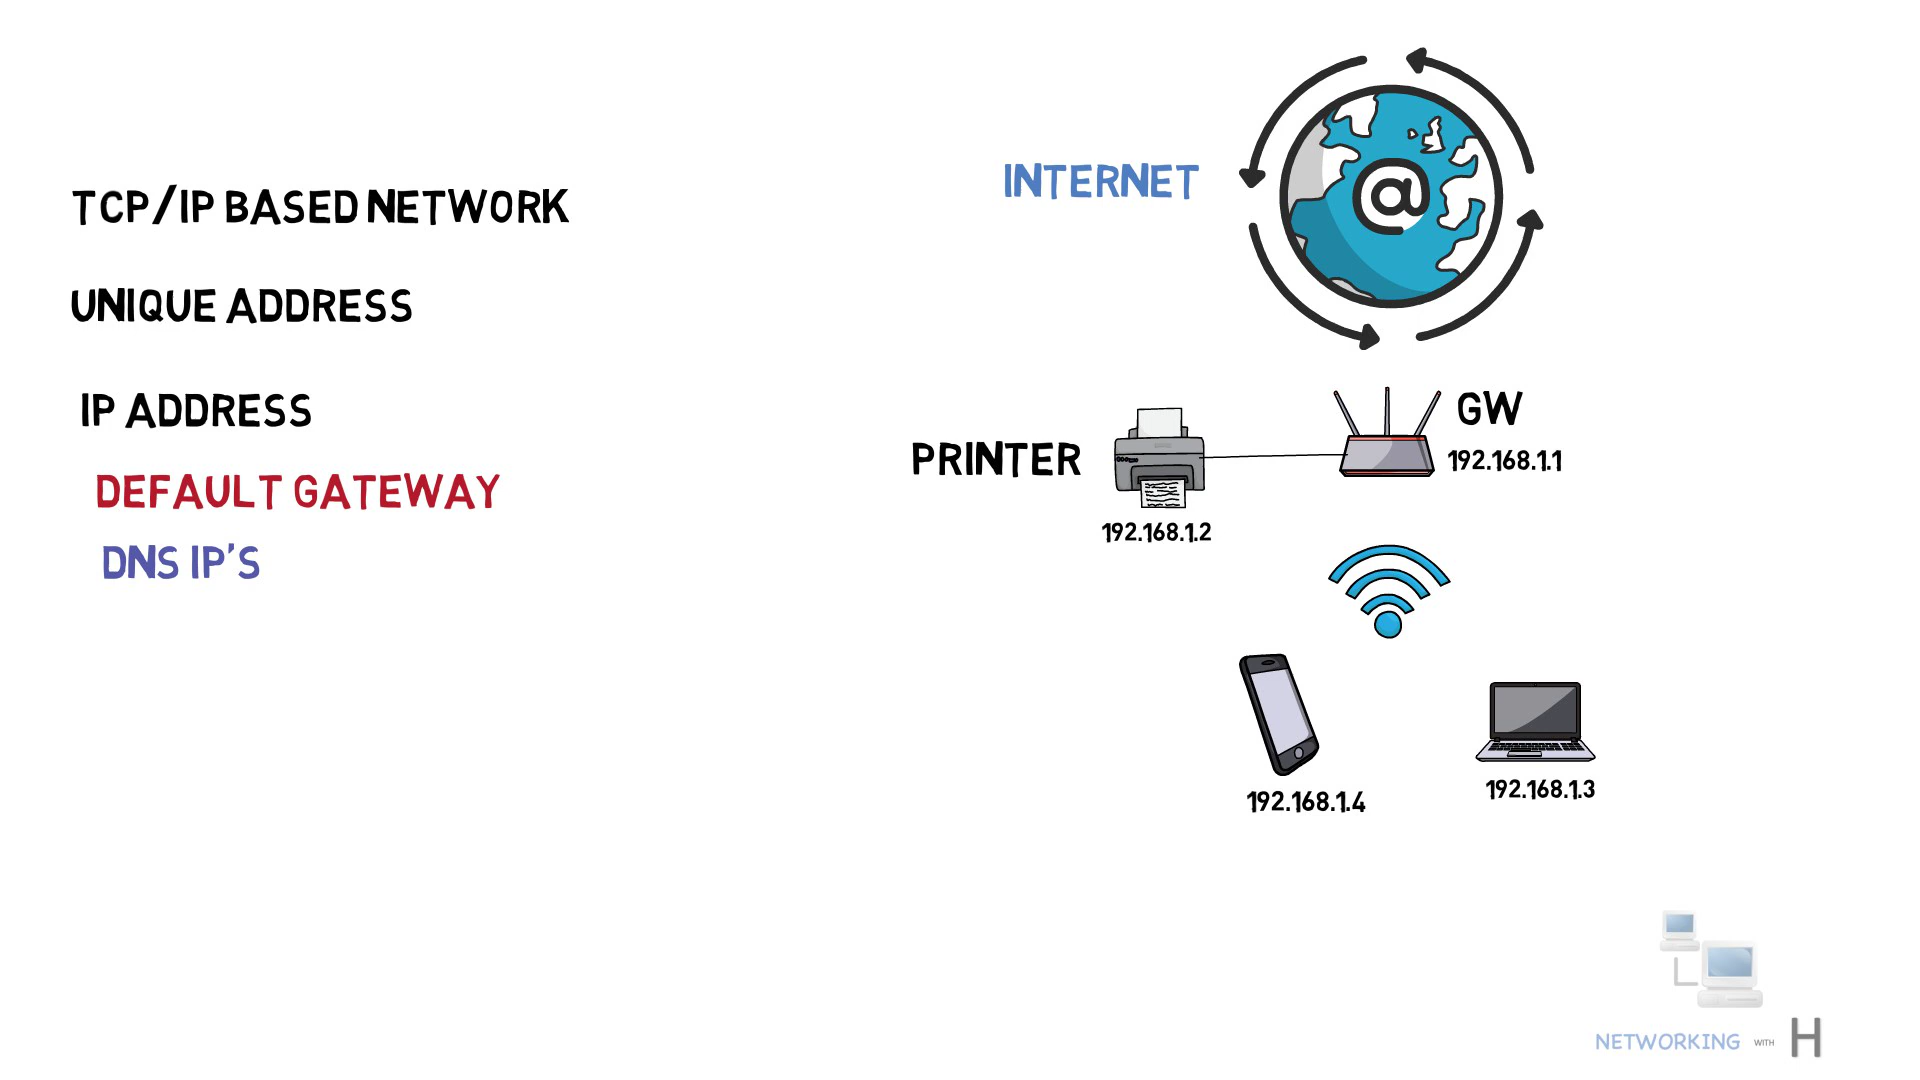 TCP/IP BASED NETWORK
UNIQUE ADDRESS
IP ADDRESS
DEFAULT GATEWAY
DNS IP'S
INTERNET
@
GW
192.168.1.1
PRINTER
192.168.1.2
192.168.1.4
192.168.1.3
NETWORKING WITH H